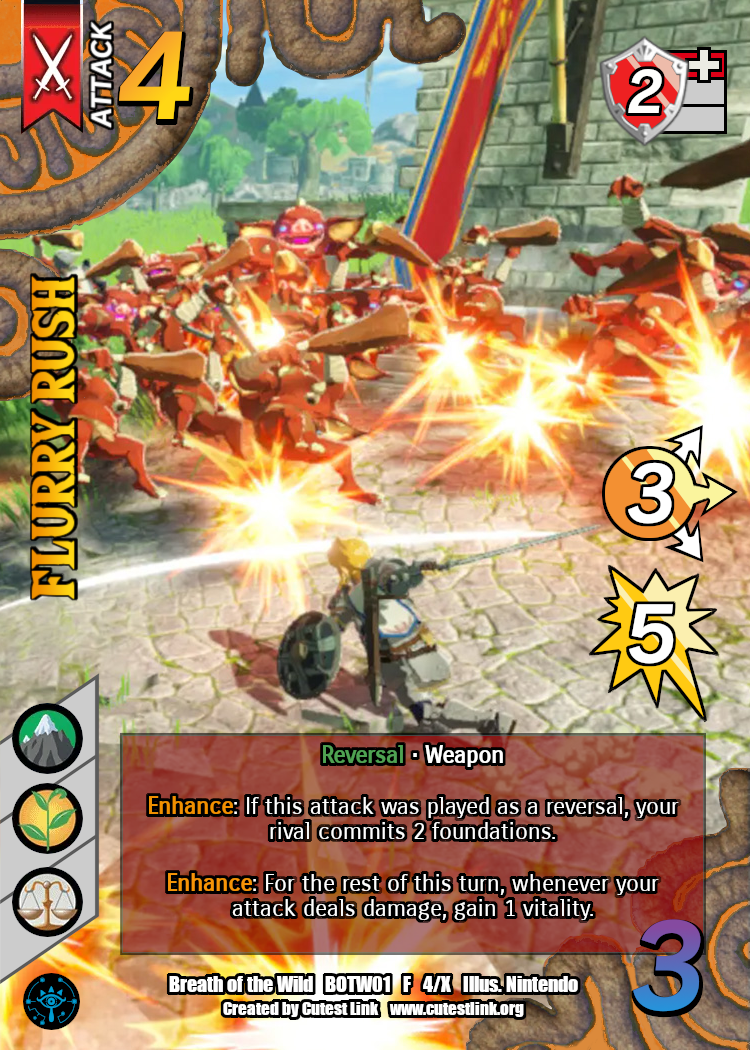 ATTACK
4
2
FLURRY RUSH
3
5
Reversal · Weapon
Enhance: If this attack was played as a reversal, your
rival commits 2 foundations.
Enhance: For the rest of this turn, whenever your
attack deals damage, gain 1 vitality.
3
Breath of the Wild BOTW01 F 4/X Illus. Nintendo
Created by Cutest Link www.cutestlink.org